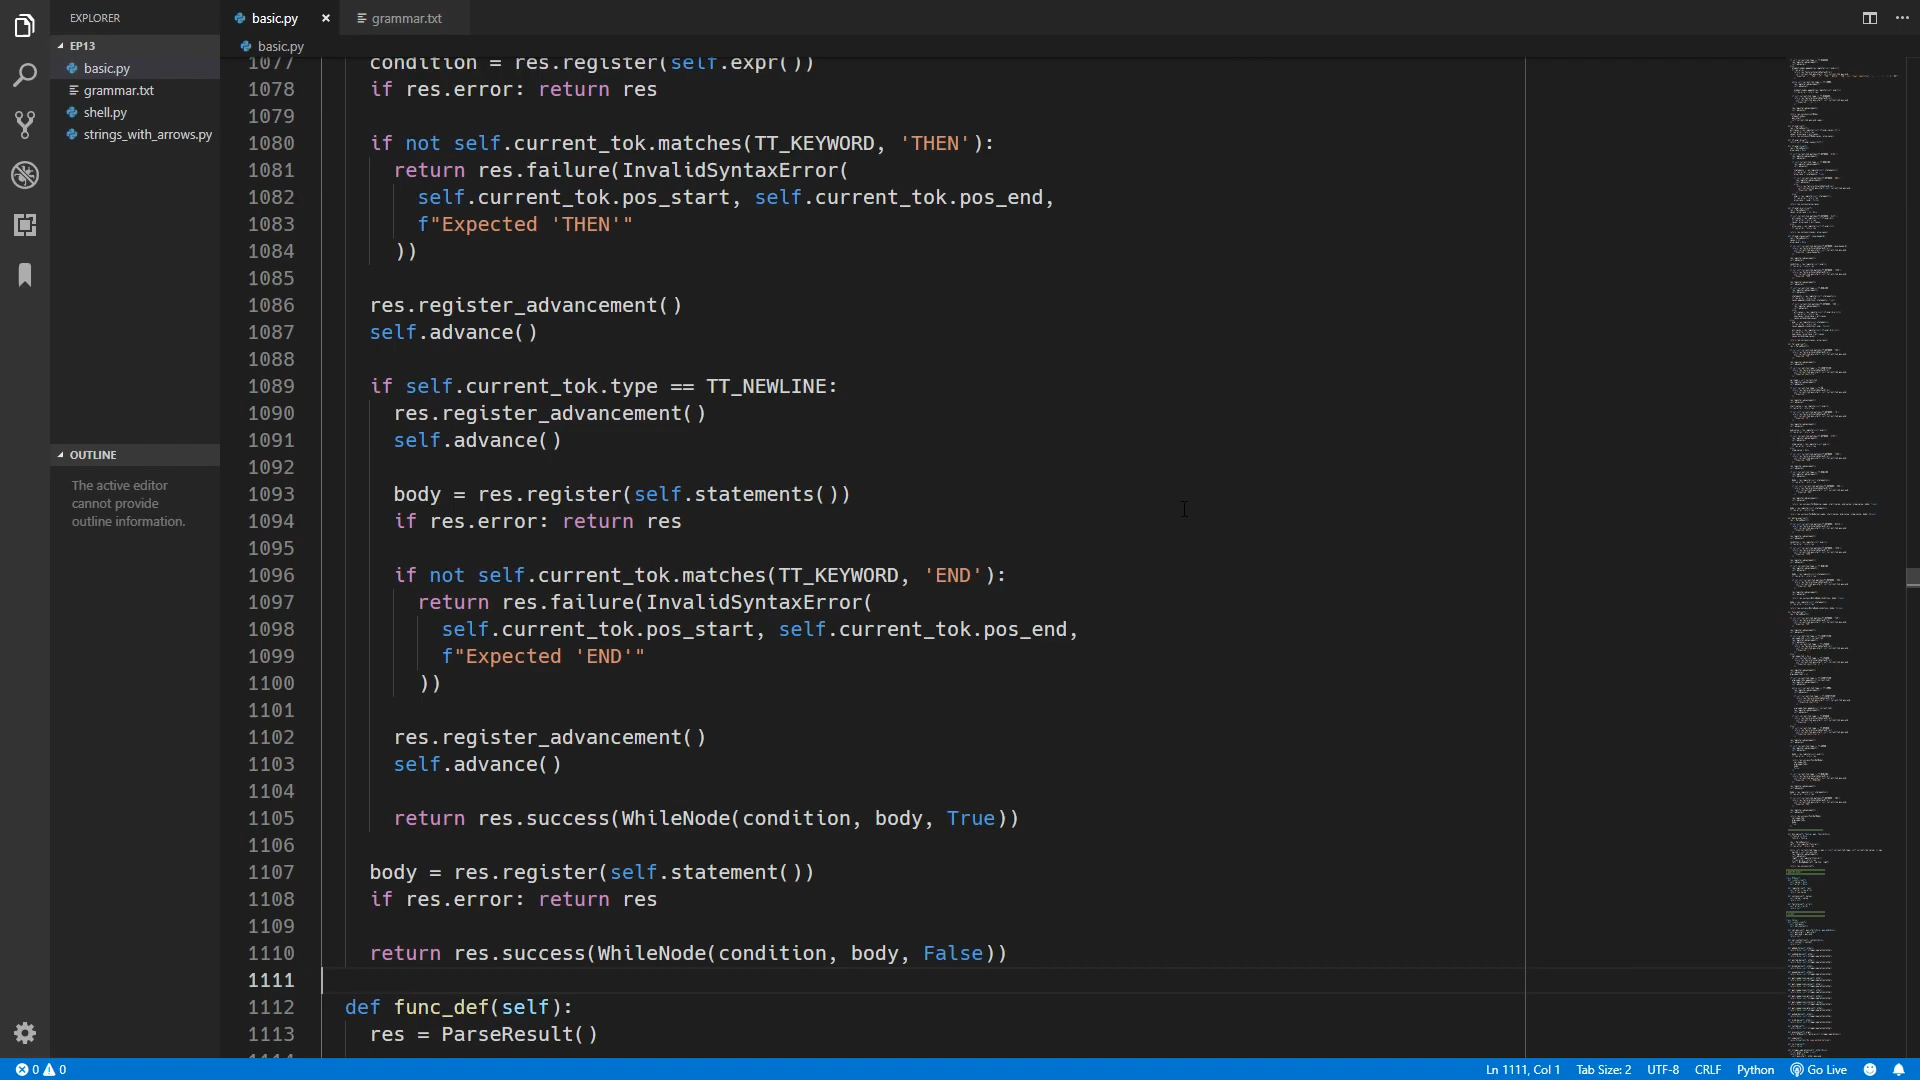 EXPLORER
EP13
basic.py
grammar.txt
shell.py
strings_with_arrows.py
OUTLINE
The active editor
cannot provide
outline information.
basic.py ×
grammar.txt
basic.py
1077 condition = res.register(self.expr())
1078 if res.error: return res
1079
1080 if not self.current_tok.matches(TT_KEYWORD, 'THEN'):
1081 return res.failure(InvalidSyntaxError(
1082 self.current_tok.pos_start, self.current_tok.pos_end,
1083 f"Expected 'THEN'"
1084 ))
1085
1086 res.register_advancement()
1087 self.advance()
1088
1089 if self.current_tok.type == TT_NEWLINE:
1090 res.register_advancement()
1091 self.advance()
1092
1093 body = res.register(self.statements())
1094 if res.error: return res
1095
1096 if not self.current_tok.matches(TT_KEYWORD, 'END'):
1097 return res.failure(InvalidSyntaxError(
1098 self.current_tok.pos_start, self.current_tok.pos_end,
1099 f"Expected 'END'"
1100 ))
1101
1102 res.register_advancement()
1103 self.advance()
1104
1105 return res.success(WhileNode(condition, body, True))
1106
1107 body = res.register(self.statement())
1108 if res.error: return res
1109
1110 return res.success(WhileNode(condition, body, False))
1111
1112 def func_def(self):
1113 res = ParseResult()
1114
0 0 Ln 1111, Col 1 Tab Size: 2 UTF-8 CRLF Python Go Live